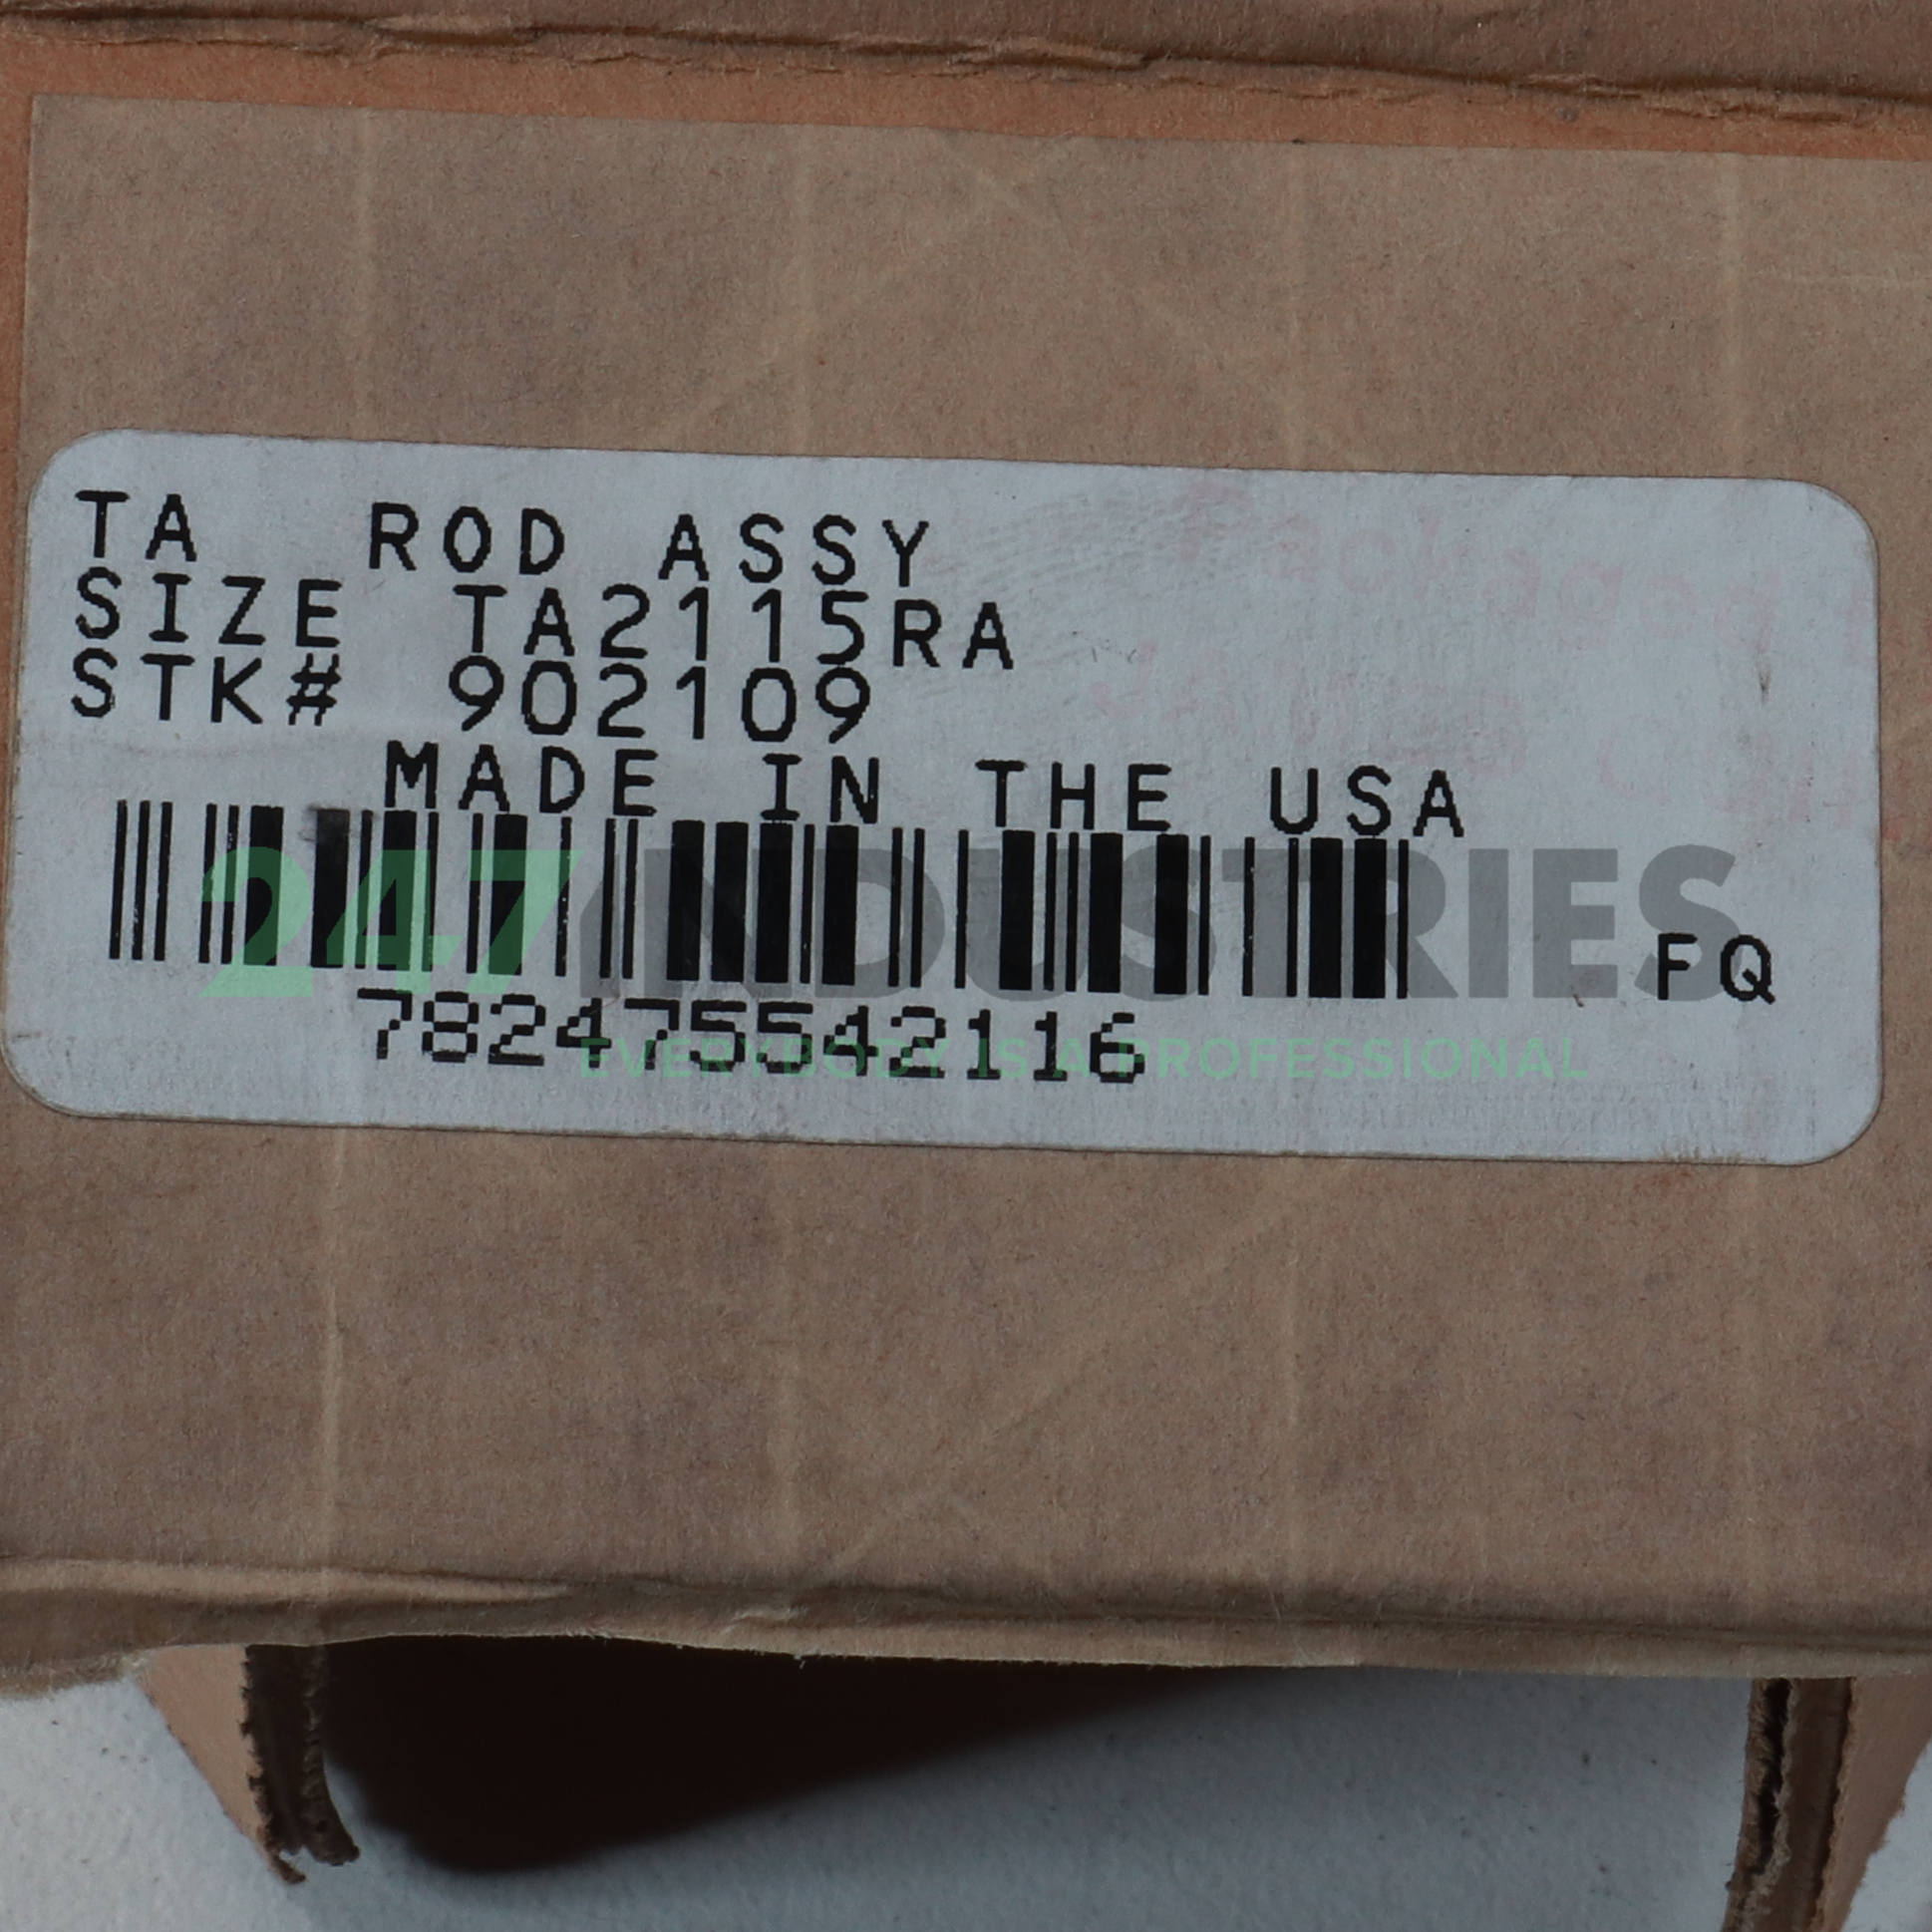 TA ROD ASSY
SIZE TA2115RA
STK# 902109
MADE IN THE USA
247 INDUSTRIES
FQ
782475542116
EVERYBODY IS A PROFESSIONAL